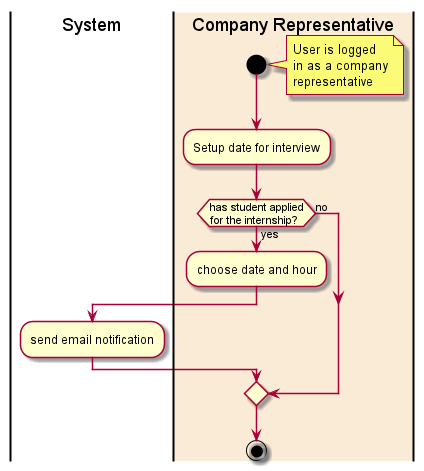 System
Company Representative
User is logged
in as a company
representative
Setup date for interview
has student applied
for the internship?
no
yes
choose date and hour
send email notification